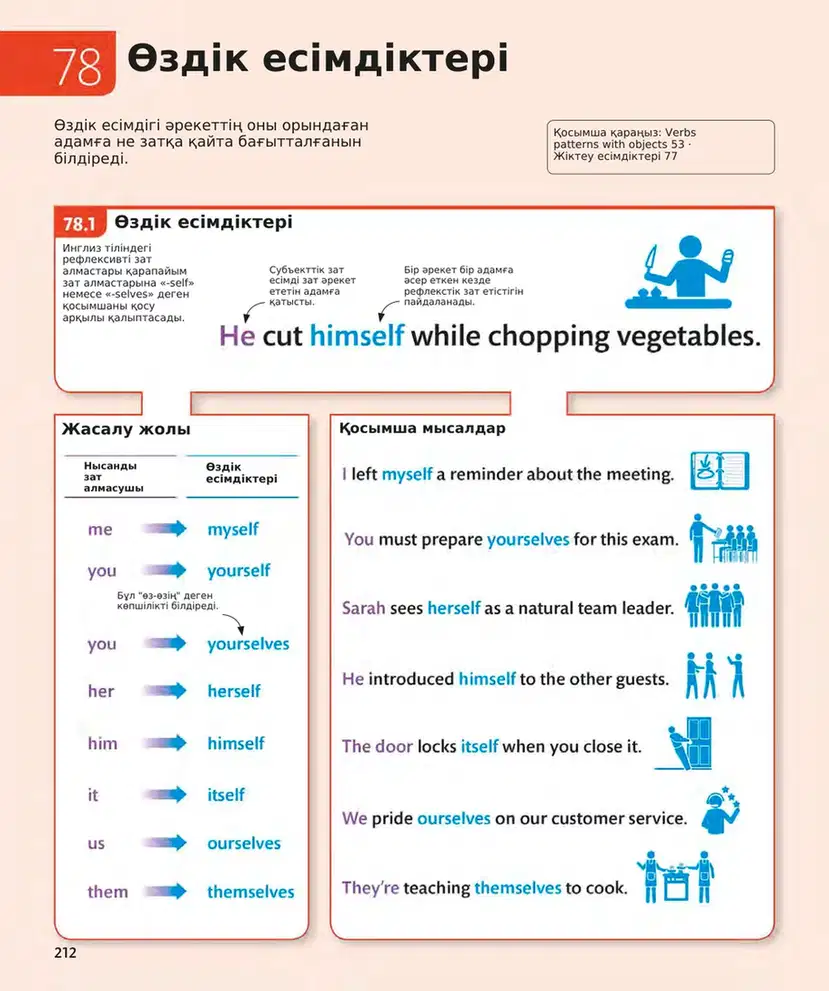 78
Өздік есімдіктері
Өздік есімдігі әрекеттің оны орындаған
адамға не затқа қайта бағытталғанын
білдіреді.
Қосымша қараңыз: Verbs
patterns with objects 53 ·
Жіктеу есімдіктері 77
78.1 Өздік есімдіктері
Инглиз тіліндегі
рефлексивті зат
алмастары қарапайым
зат алмастарына «-self»
немесе «-selves» деген
қосымшаны қосу
арқылы қалыптасады.
Субъекттік зат
есімді зат әрекет
ететін адамға
қатысты.
Бір әрекет бір адамға
әсер еткен кезде
рефлекстік зат етістігін
пайдаланады.
He cut himself while chopping vegetables.
Жасалу жолы
Нысанды
зат
алмасушы
Өздік
есімдіктері
me myself
you yourself
Бұл "өз-өзің" деген
көпшілікті білдіреді.
you yourselves
her herself
him himself
it itself
us ourselves
them themselves
Қосымша мысалдар
I left myself a reminder about the meeting.
You must prepare yourselves for this exam.
Sarah sees herself as a natural team leader.
He introduced himself to the other guests.
The door locks itself when you close it.
We pride ourselves on our customer service.
They're teaching themselves to cook.
212